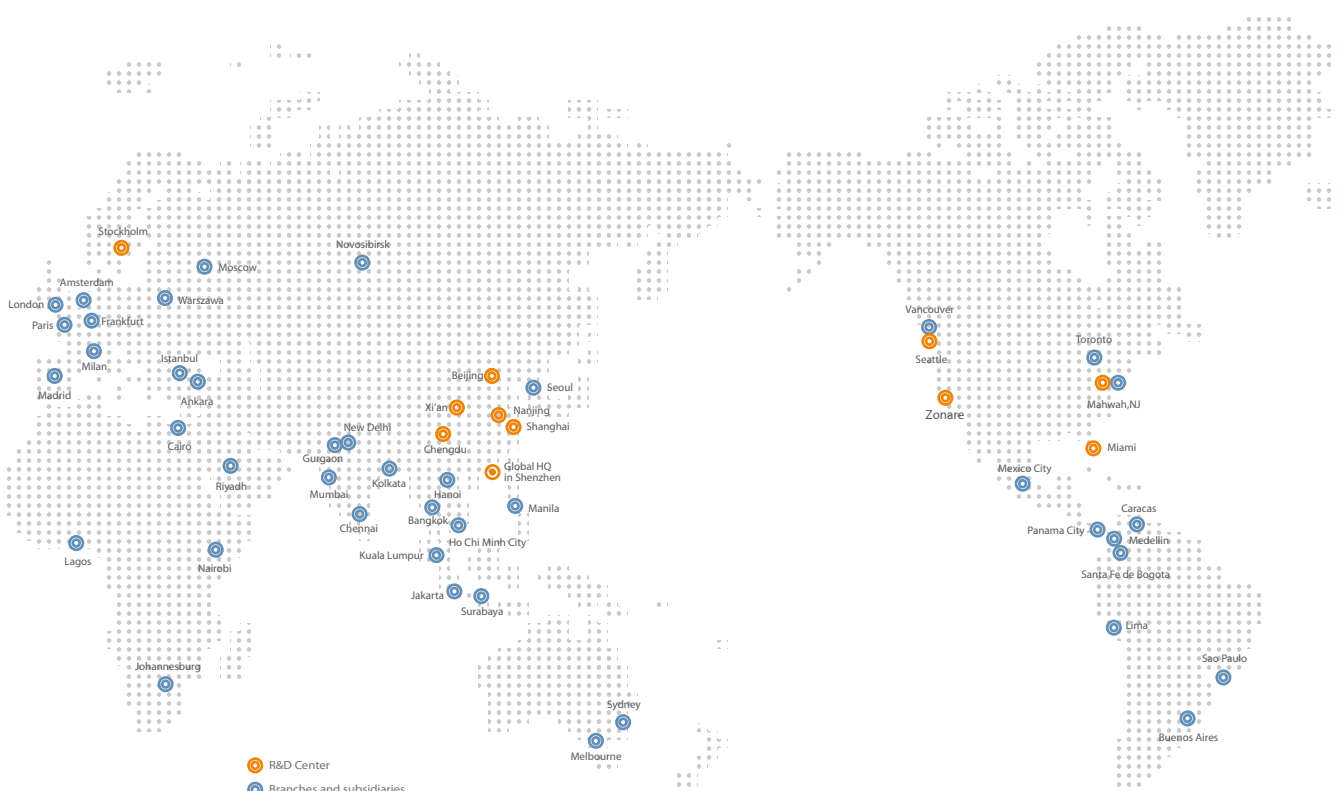 Stockholm
Novosibirsk
Moscow
Amsterdam
London
Warszawa
Paris
Frankfurt
Istanbul
Milan
Madrid
Ankara
Beijing
Seoul
Xi'an
Nanjing
Shanghai
New Delhi
Cairo
Gurgaon
Chengdu
Global HQ
in Shenzhen
Riyadh
Mumbai
Kolkata
Hanoi
Manila
Chennai
Bangkok
Ho Chi Minh City
Kuala Lumpur
Lagos
Nairobi
Jakarta
Surabaya
Johannesburg
Sydney
Melbourne
Vancouver
Seattle
Toronto
Mahwah,NJ
Zonare
Miami
Mexico City
Caracas
Panama City
Medellin
Santa Fe de Bogota
Lima
Sao Paulo
Buenos Aires
R&D Center
Branches and subsidiaries